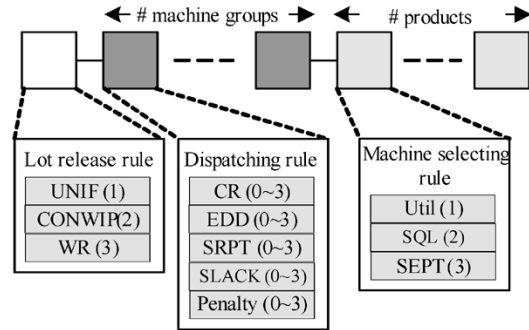 # machine groups
# products
Lot release rule
UNIF (1)
CONWIP(2)
WR (3)
Dispatching rule
CR (0~3)
EDD (0~3)
SRPT (0~3)
SLACK (0~3)
Penalty (0~3)
Machine selecting
rule
Util (1)
SQL (2)
SEPT (3)